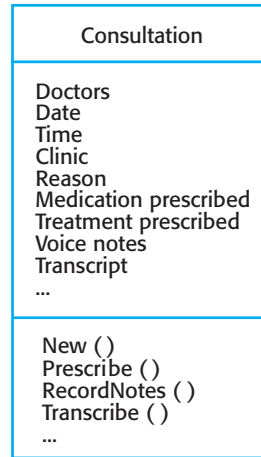 Consultation
Doctors
Date
Time
Clinic
Reason
Medication prescribed
Treatment prescribed
Voice notes
Transcript
...
New ( )
Prescribe ( )
RecordNotes ( )
Transcribe ( )
...